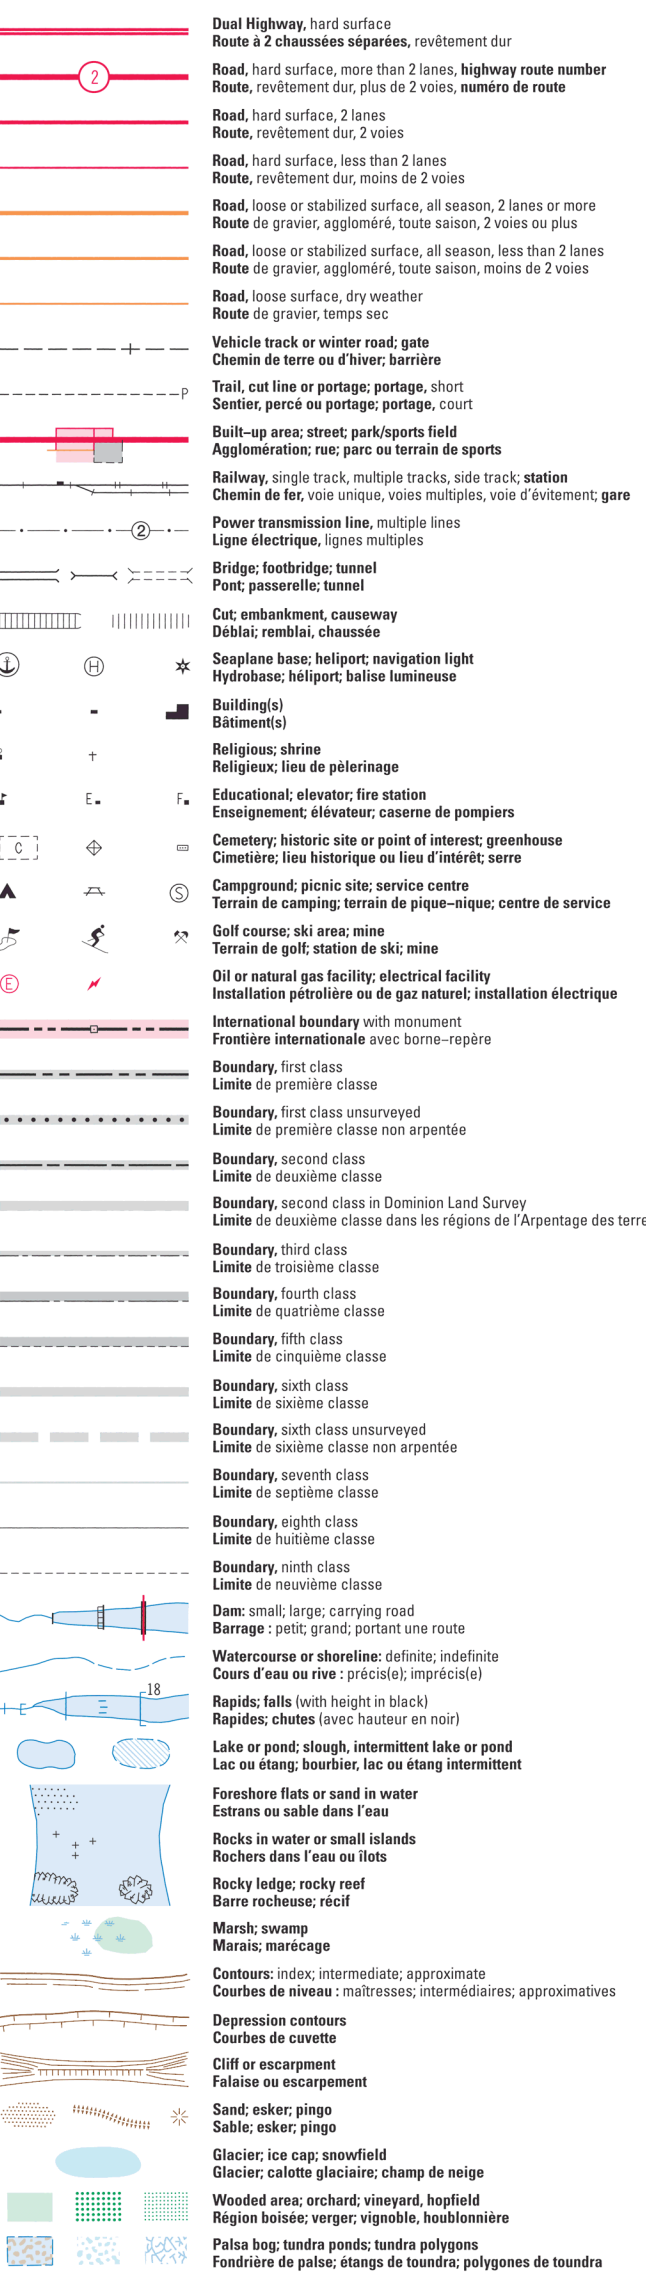 Dual Highway, hard surface
Route à 2 chaussées séparées, revêtement dur
2
Road, hard surface, more than 2 lanes, highway route number
Route, revêtement dur, plus de 2 voies, numéro de route
Road, hard surface, 2 lanes
Route, revêtement dur, 2 voies
Road, hard surface, less than 2 lanes
Route, revêtement dur, moins de 2 voies
Road, loose or stabilized surface, all season, 2 lanes or more
Route de gravier, aggloméré, toute saison, 2 voies ou plus
Road, loose or stabilized surface, all season, less than 2 lanes
Route de gravier, aggloméré, toute saison, moins de 2 voies
Road, loose surface, dry weather
Route de gravier, temps sec
Vehicle track or winter road; gate
Chemin de terre ou d'hiver; barrière
P
Trail, cut line or portage; portage, short
Sentier, percé ou portage; portage, court
Built-up area; street; park/sports field
Agglomération; rue; parc ou terrain de sports
Railway, single track, multiple tracks, side track; station
Chemin de fer, voie unique, voies multiples, voie d'évitement; gare
2
Power transmission line, multiple lines
Ligne électrique, lignes multiples
Bridge; footbridge; tunnel
Pont; passerelle; tunnel
Cut; embankment, causeway
Déblai; remblai, chaussée
H
Seaplane base; heliport; navigation light
Hydrobase; héliport; balise lumineuse
Building(s)
Bâtiment(s)
Religious; shrine
Religieux; lieu de pèlerinage
E F
Educational; elevator; fire station
Enseignement; élévateur; caserne de pompiers
C
Cemetery; historic site or point of interest; greenhouse
Cimetière; lieu historique ou lieu d'intérêt; serre
S
Campground; picnic site; service centre
Terrain de camping; terrain de pique-nique; centre de service
Golf course; ski area; mine
Terrain de golf; station de ski; mine
E
Oil or natural gas facility; electrical facility
Installation pétrolière ou de gaz naturel; installation électrique
International boundary with monument
Frontière internationale avec borne-repère
Boundary, first class
Limite de première classe
Boundary, first class unsurveyed
Limite de première classe non arpentée
Boundary, second class
Limite de deuxième classe
Boundary, second class in Dominion Land Survey
Limite de deuxième classe dans les régions de l'Arpentage des terre
Boundary, third class
Limite de troisième classe
Boundary, fourth class
Limite de quatrième classe
Boundary, fifth class
Limite de cinquième classe
Boundary, sixth class
Limite de sixième classe
Boundary, sixth class unsurveyed
Limite de sixième classe non arpentée
Boundary, seventh class
Limite de septième classe
Boundary, eighth class
Limite de huitième classe
Boundary, ninth class
Limite de neuvième classe
Dam: small; large; carrying road
Barrage : petit; grand; portant une route
Watercourse or shoreline: definite; indefinite
Cours d'eau ou rive : précis(e); imprécis(e)
18
Rapids; falls (with height in black)
Rapides; chutes (avec hauteur en noir)
Lake or pond; slough, intermittent lake or pond
Lac ou étang; bourbier, lac ou étang intermittent
Foreshore flats or sand in water
Estrans ou sable dans l'eau
Rocks in water or small islands
Rochers dans l'eau ou îlots
Rocky ledge; rocky reef
Barre rocheuse; récif
Marsh; swamp
Marais; marécage
Contours: index; intermediate; approximate
Courbes de niveau : maîtresses; intermédiaires; approximatives
Depression contours
Courbes de cuvette
Cliff or escarpment
Falaise ou escarpement
Sand; esker; pingo
Sable; esker; pingo
Glacier; ice cap; snowfield
Glacier; calotte glaciaire; champ de neige
Wooded area; orchard; vineyard, hopfield
Région boisée; verger; vignoble, houblonnière
Palsa bog; tundra ponds; tundra polygons
Fondrière de palse; étangs de toundra; polygones de toundra